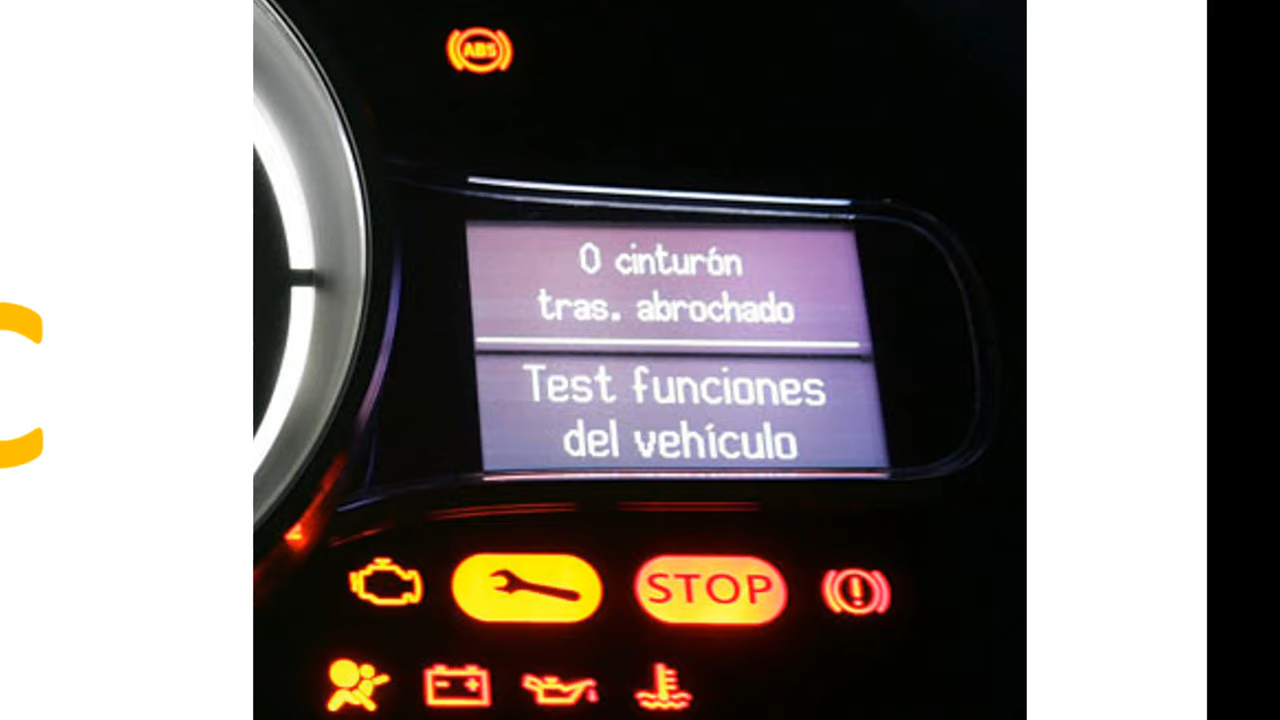 ABS
0 cinturón
tras. abrochado
Test funciones
del vehículo
STOP